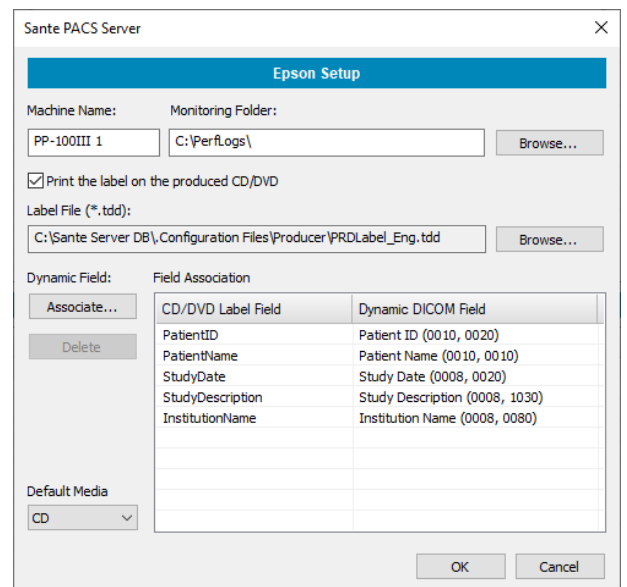 Sante PACS Server
Epson Setup
Machine Name: Monitoring Folder:
PP-100III 1 C:\PerfLogs\ Browse...
Print the label on the produced CD/DVD
Label File (*.tdd):
C:\Sante Server DB\.Configuration Files\Producer\PRDLabel_Eng.tdd Browse...
Dynamic Field: Field Association
Associate... CD/DVD Label Field Dynamic DICOM Field
Delete PatientID Patient ID (0010, 0020)
PatientName Patient Name (0010, 0010)
StudyDate Study Date (0008, 0020)
StudyDescription Study Description (0008, 1030)
InstitutionName Institution Name (0008, 0080)
Default Media
CD
OK Cancel